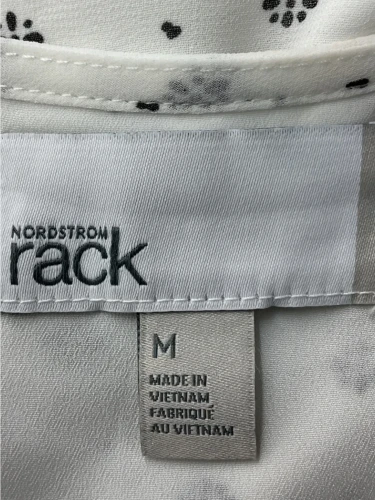 NORDSTROM
rack
M
MADE IN
VIETNAM
FABRIQUÉ
AU VIETNAM